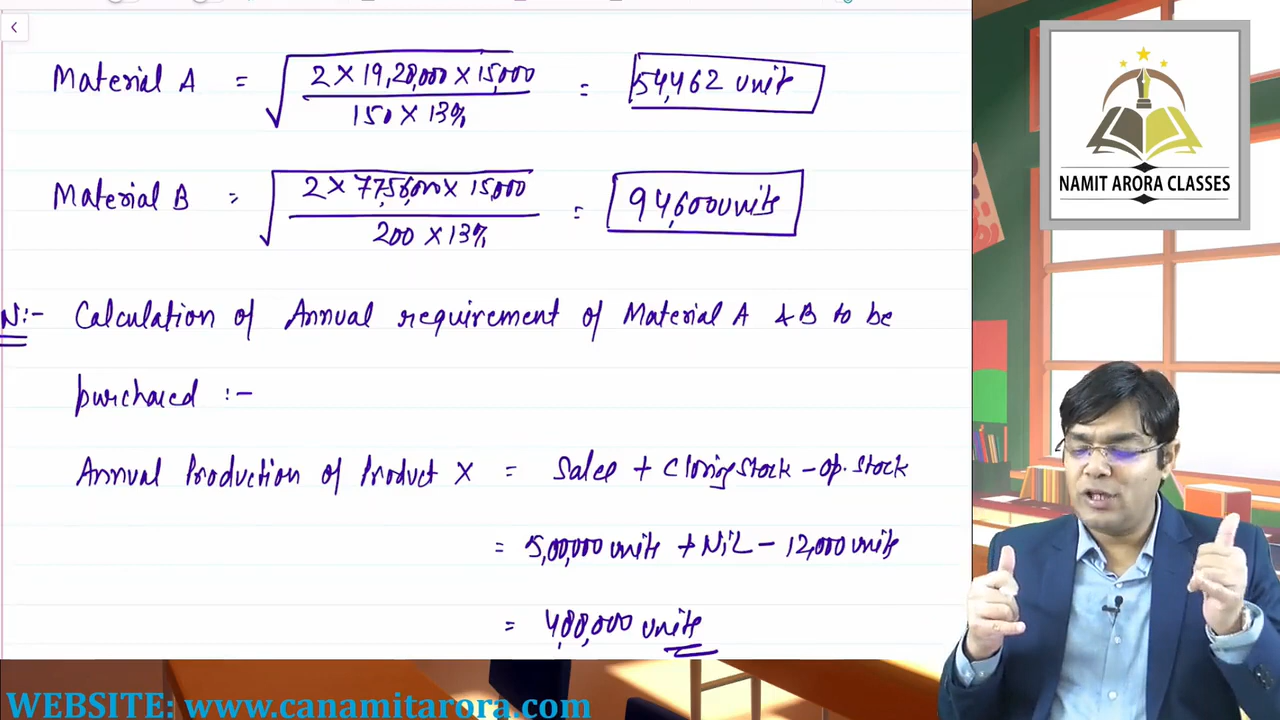 Material A = √ 2 × 19,28,000 × 15,000 / 150 × 13% = 54,462 unit
Material B = √ 2 × 77,56,000 × 15,000 / 200 × 13% = 94,600 units
N:- Calculation of Annual requirement of Material A & B to be
purchased :-
Annual Production of Product X = Sales + Closing Stock - Op. Stock
= 5,00,000 units + NiL - 12,000 units
= 4,88,000 units
NAMIT ARORA CLASSES
WEBSITE: www.canamitarora.com